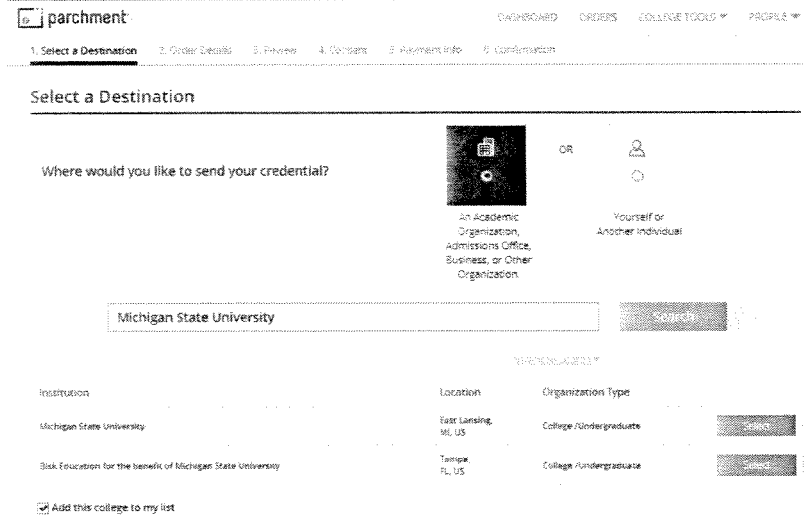 parchment
DASHBOARD ORDERS COLLEGE TOOLS PROFILE
1. Select a Destination 2. Order Details 3. Review 4. Consent 5. Payment Info 6. Confirmation
Select a Destination
Where would you like to send your credential?
OR
An Academic
Organization,
Admissions Office,
Business, or Other
Organization
Yourself or
Another Individual
Michigan State University
Search
Institution Location Organization Type
Michigan State University East Lansing, MI, US College /Undergraduate Select
Bisk Education for the benefit of Michigan State University Tampa, FL, US College /Undergraduate Select
Add this college to my list